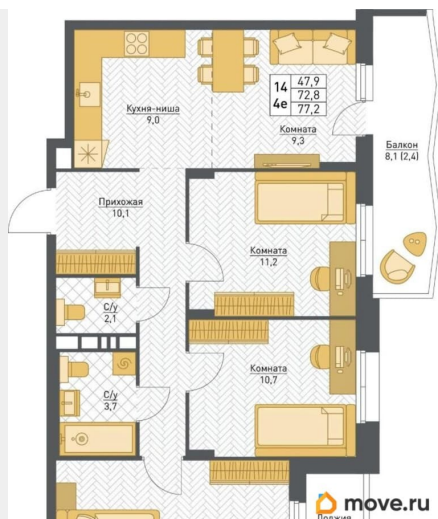 14
4е
47,9
72,8
77,2
Кухня-ниша
9,0
Комната
9,3
Балкон
8,1 (2,4)
Прихожая
10,1
Комната
11,2
С/у
2,1
Комната
10,7
С/у
3,7
Лоджия
move.ru